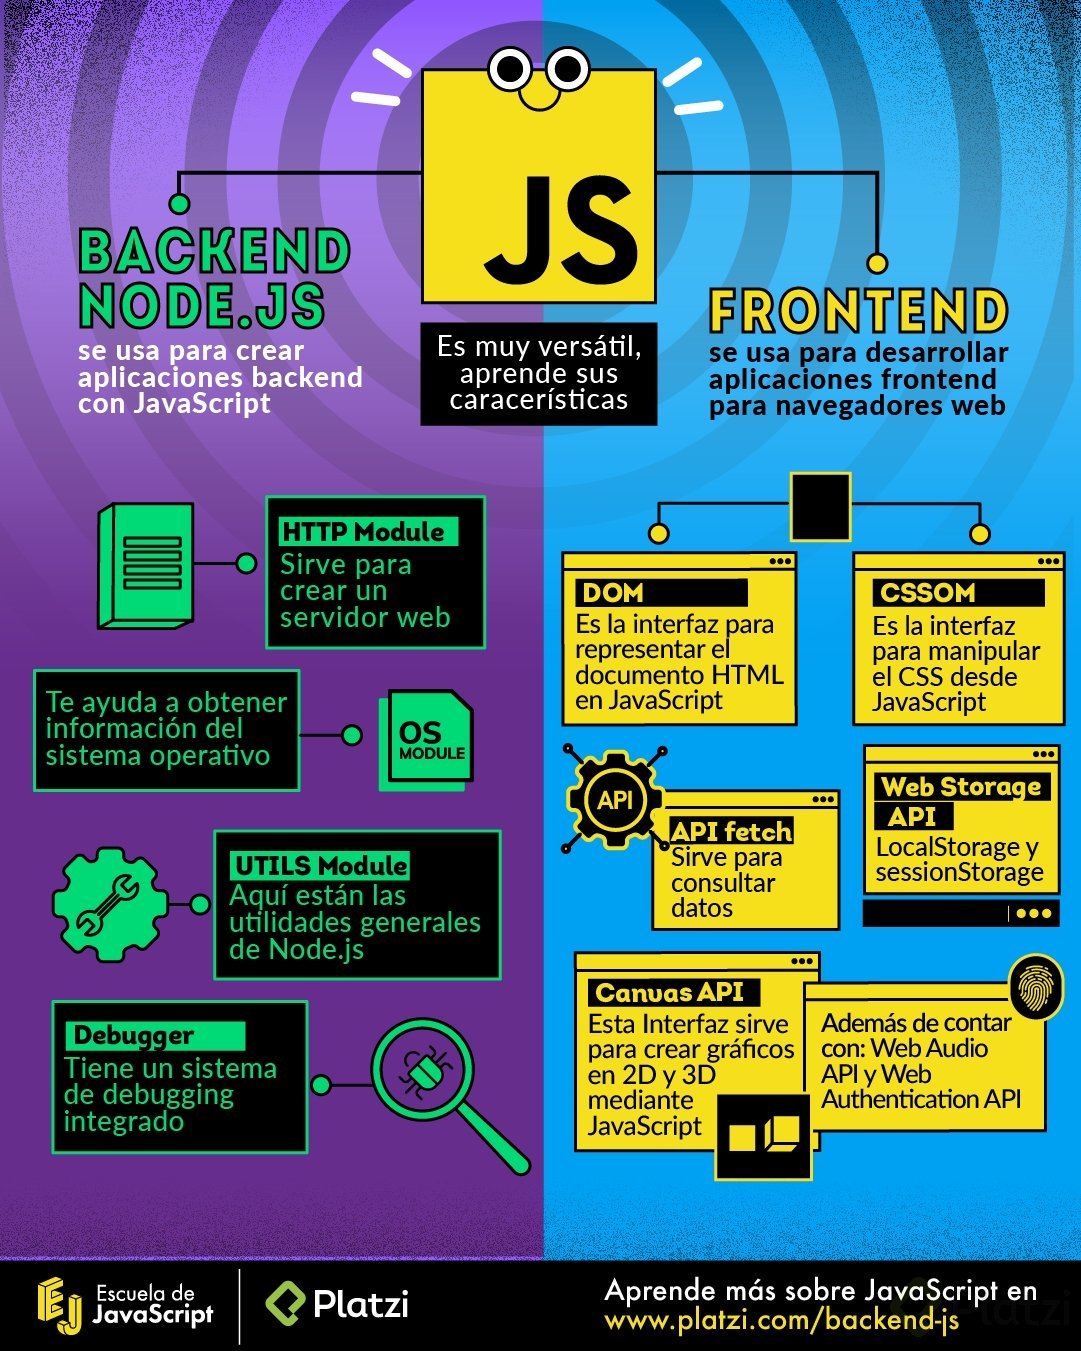 JS
BACKEND
NODE.JS
se usa para crear
aplicaciones backend
con JavaScript
Es muy versátil,
aprende sus
caracerísticas
FRONTEND
se usa para desarrollar
aplicaciones frontend
para navegadores web
HTTP Module
Sirve para
crear un
servidor web
Te ayuda a obtener
información del
sistema operativo
OS
MODULE
UTILS Module
Aquí están las
utilidades generales
de Node.js
Debugger
Tiene un sistema
de debugging
integrado
DOM
Es la interfaz para
representar el
documento HTML
en JavaScript
CSSOM
Es la interfaz
para manipular
el CSS desde
JavaScript
API
API fetch
Sirve para
consultar
datos
Web Storage
API
LocalStorage y
sessionStorage
Canvas API
Esta Interfaz sirve
para crear gráficos
en 2D y 3D
mediante
JavaScript
Además de contar
con: Web Audio
API y Web
Authentication API
EJ
Escuela de
JavaScript
Platzi
Aprende más sobre JavaScript en
www.platzi.com/backend-js
Platzi